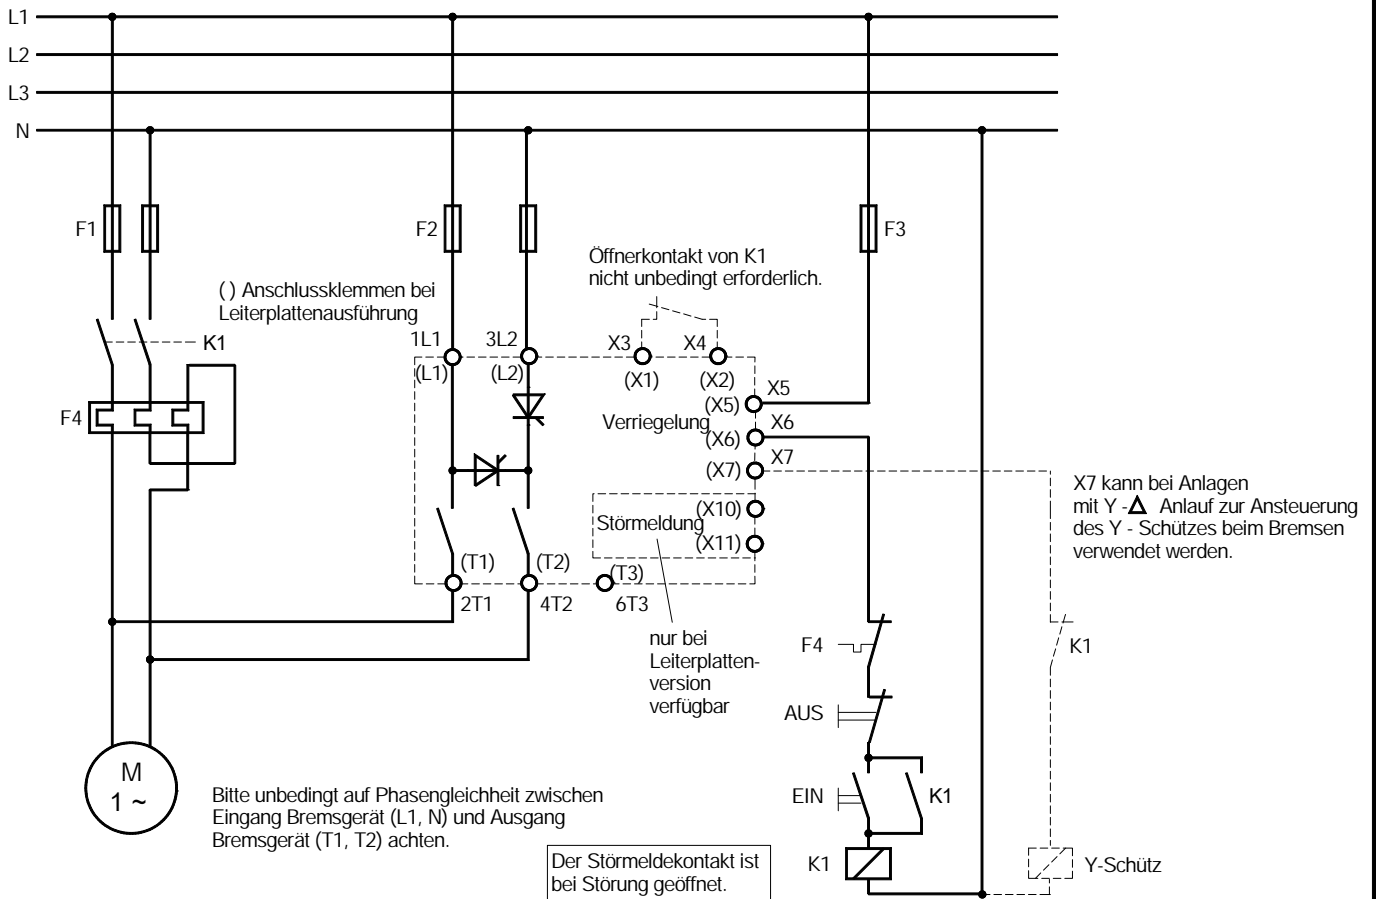 L1
L2
L3
N
F1
F2
F3
Öffnerkontakt von K1
nicht unbedingt erforderlich.
( ) Anschlussklemmen bei
Leiterplattenausführung
K1
1L1
3L2
X3
X4
(L1)
(L2)
(X1)
(X2)
X5
(X5)
F4
Verriegelung
X6
(X6)
X7
(X7)
X7 kann bei Anlagen
mit Y -Δ Anlauf zur Ansteuerung
des Y - Schützes beim Bremsen
verwendet werden.
(X10)
Störmeldung
(X11)
(T1)
(T2)
(T3)
2T1
4T2
6T3
nur bei
Leiterplatten-
version
verfügbar
F4
K1
AUS
M
1 ~
EIN
K1
Bitte unbedingt auf Phasengleichheit zwischen
Eingang Bremsgerät (L1, N) und Ausgang
Bremsgerät (T1, T2) achten.
Der Störmeldekontakt ist
bei Störung geöffnet.
K1
Y-Schütz